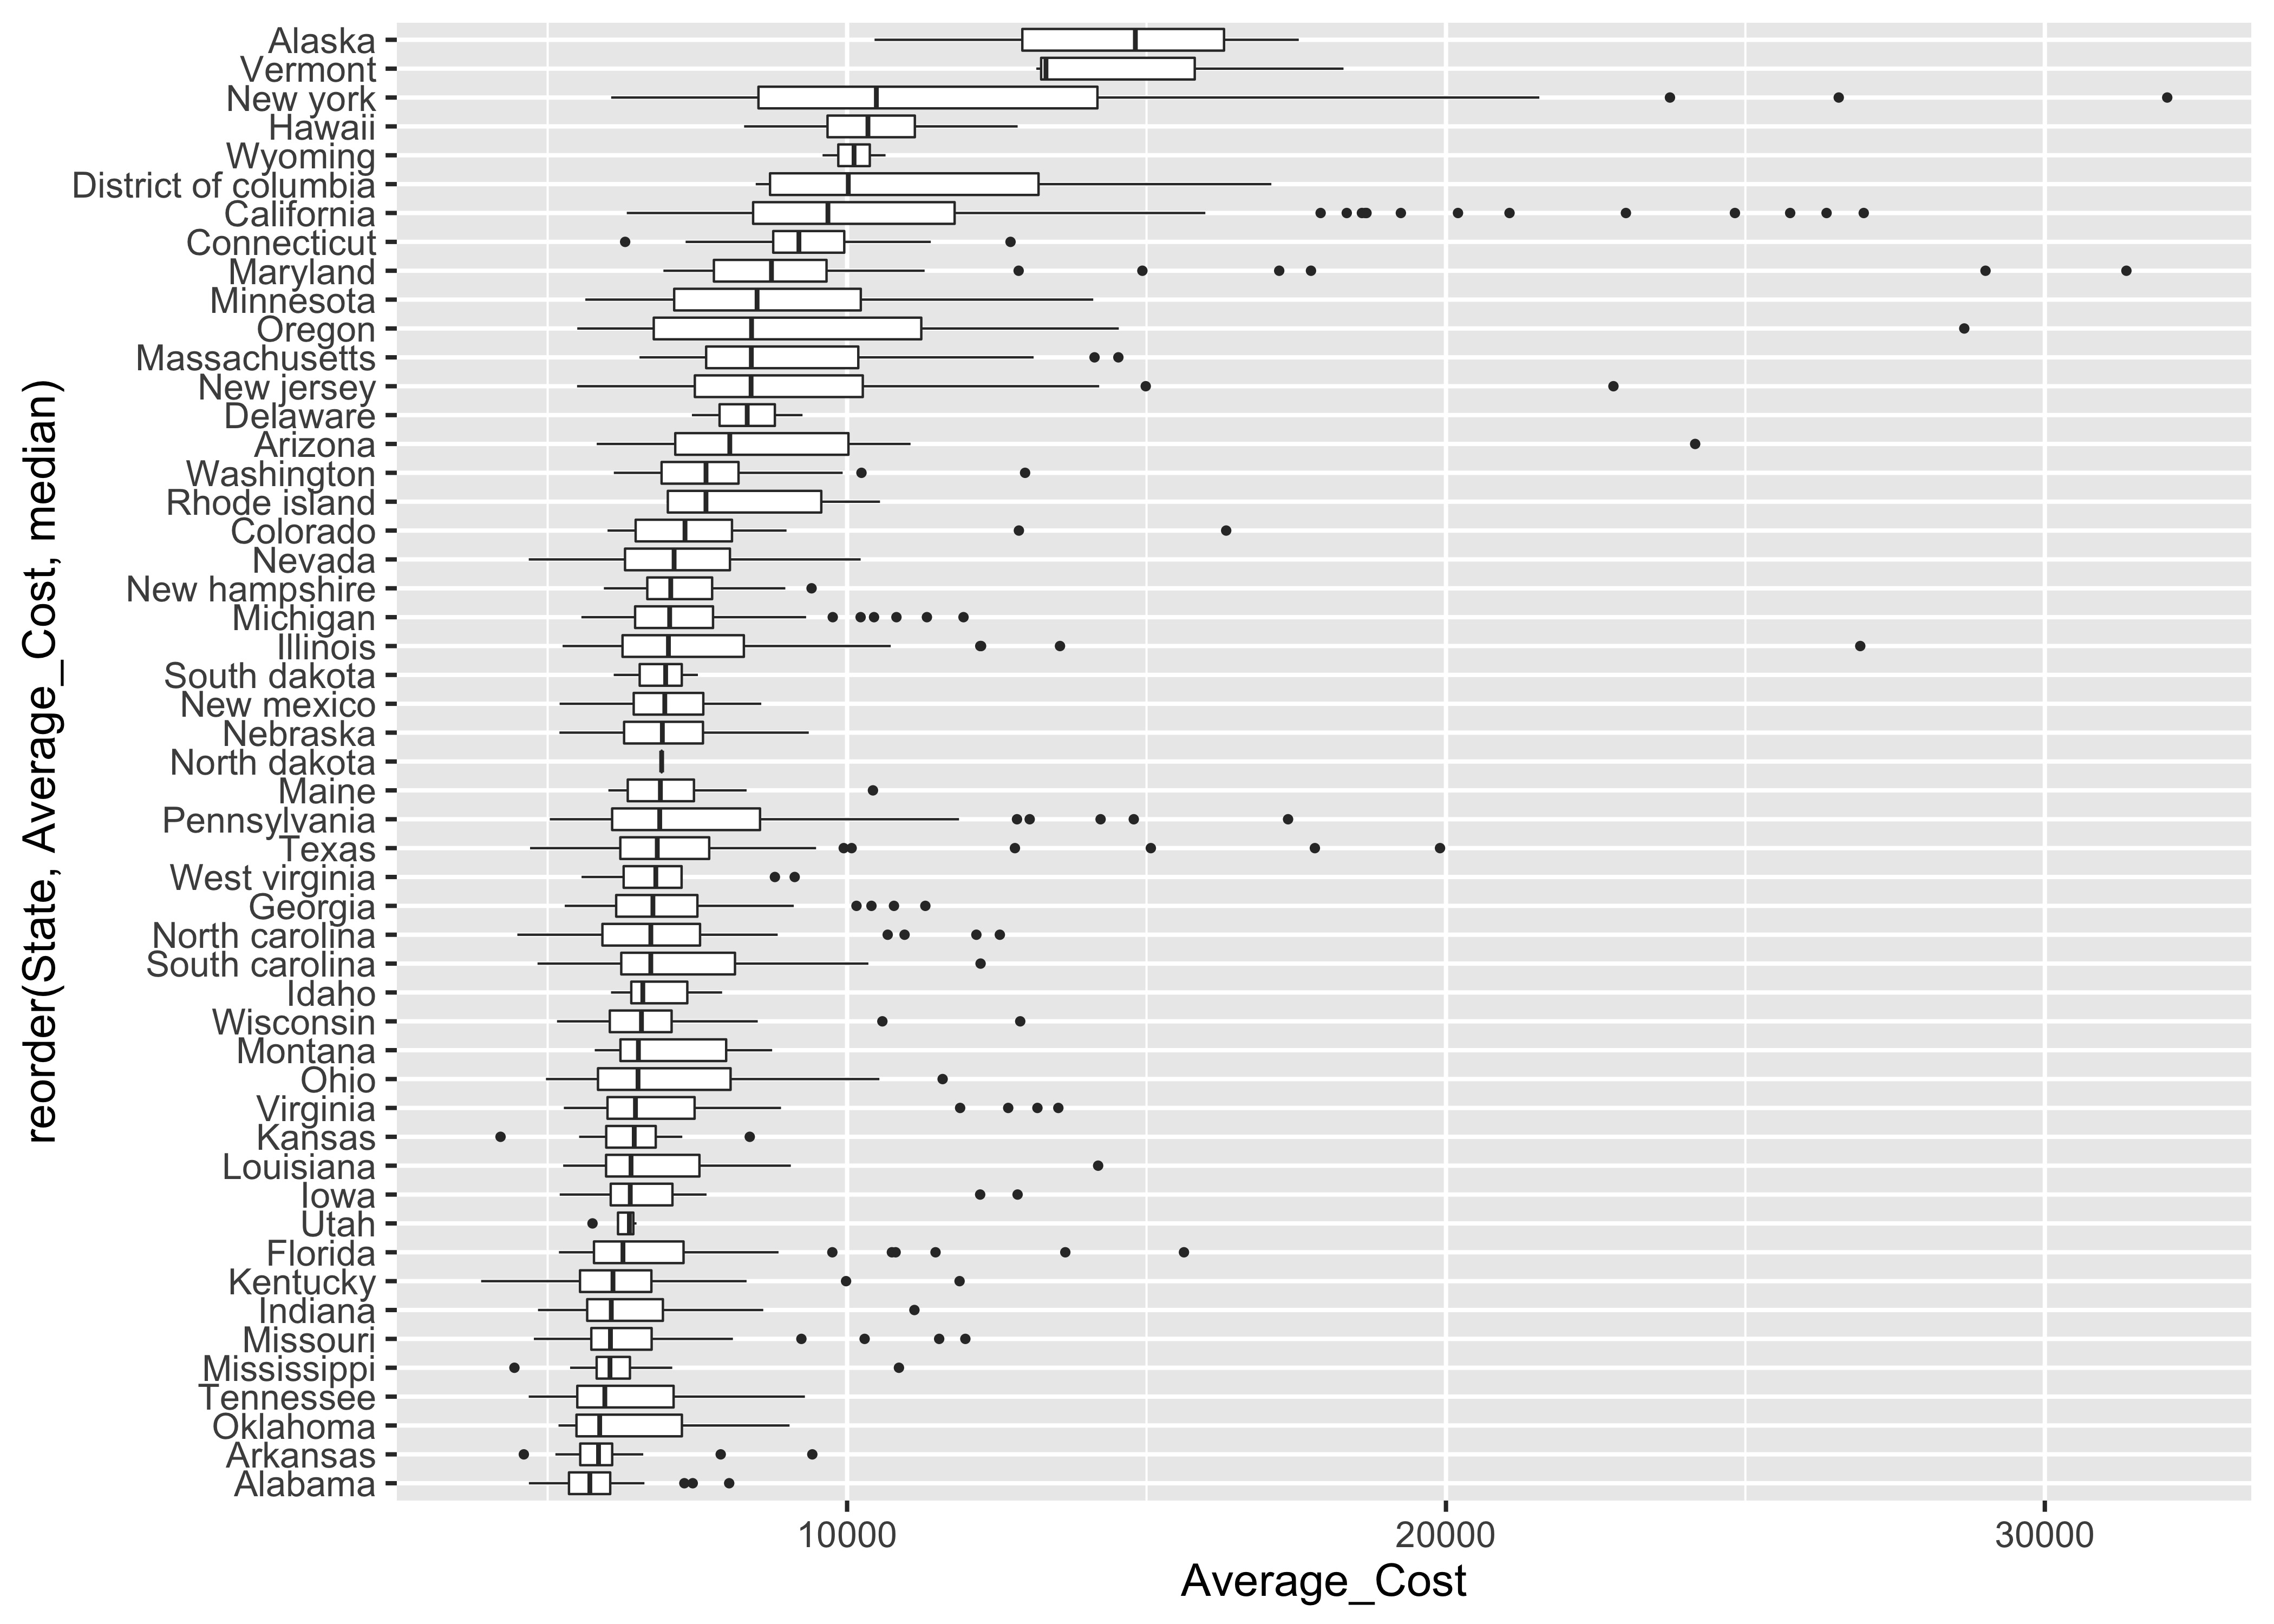 Alaska
Vermont
New york
Hawaii
Wyoming
District of columbia
California
Connecticut
Maryland
Minnesota
Oregon
Massachusetts
New jersey
Delaware
Arizona
Washington
Rhode island
Colorado
Nevada
New hampshire
Michigan
Illinois
South dakota
New mexico
Nebraska
North dakota
Maine
Pennsylvania
Texas
West virginia
Georgia
North carolina
South carolina
Idaho
Wisconsin
Montana
Ohio
Virginia
Kansas
Louisiana
Iowa
Utah
Florida
Kentucky
Indiana
Missouri
Mississippi
Tennessee
Oklahoma
Arkansas
Alabama
reorder(State, Average_Cost, median)
10000 20000 30000
Average_Cost